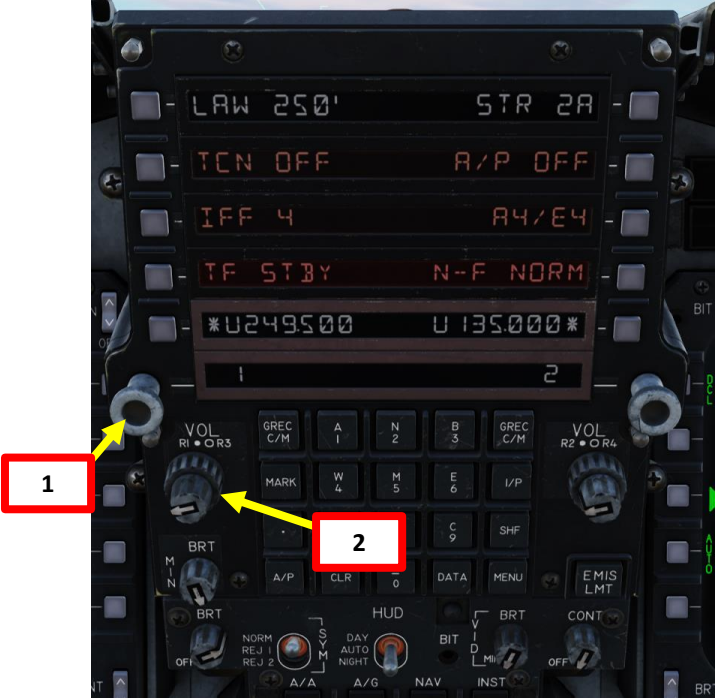 LAW 250' STR 2A
TCN OFF A/P OFF
IFF 4 A4/E4
TF STBY N-F NORM
*U249.500 U135.000*
1 2
BIT
VOL
R1 R3
GREC C/M
A 1
N 2
B 3
GREC C/M
VOL
R2 R4
1
MARK
W 4
M 5
E 6
I/P
2
.
C 9
SHF
BRT
MIN
A/P
CLR
0
DATA
MENU
EMIS LMT
BRT
OFF
NORM
REJ 1
REJ 2
SYM
HUD
DAY
AUTO
NIGHT
BIT
VID
BRT
MIN
CONT
OFF
A/A A/G NAV INST
AUTO
BRT